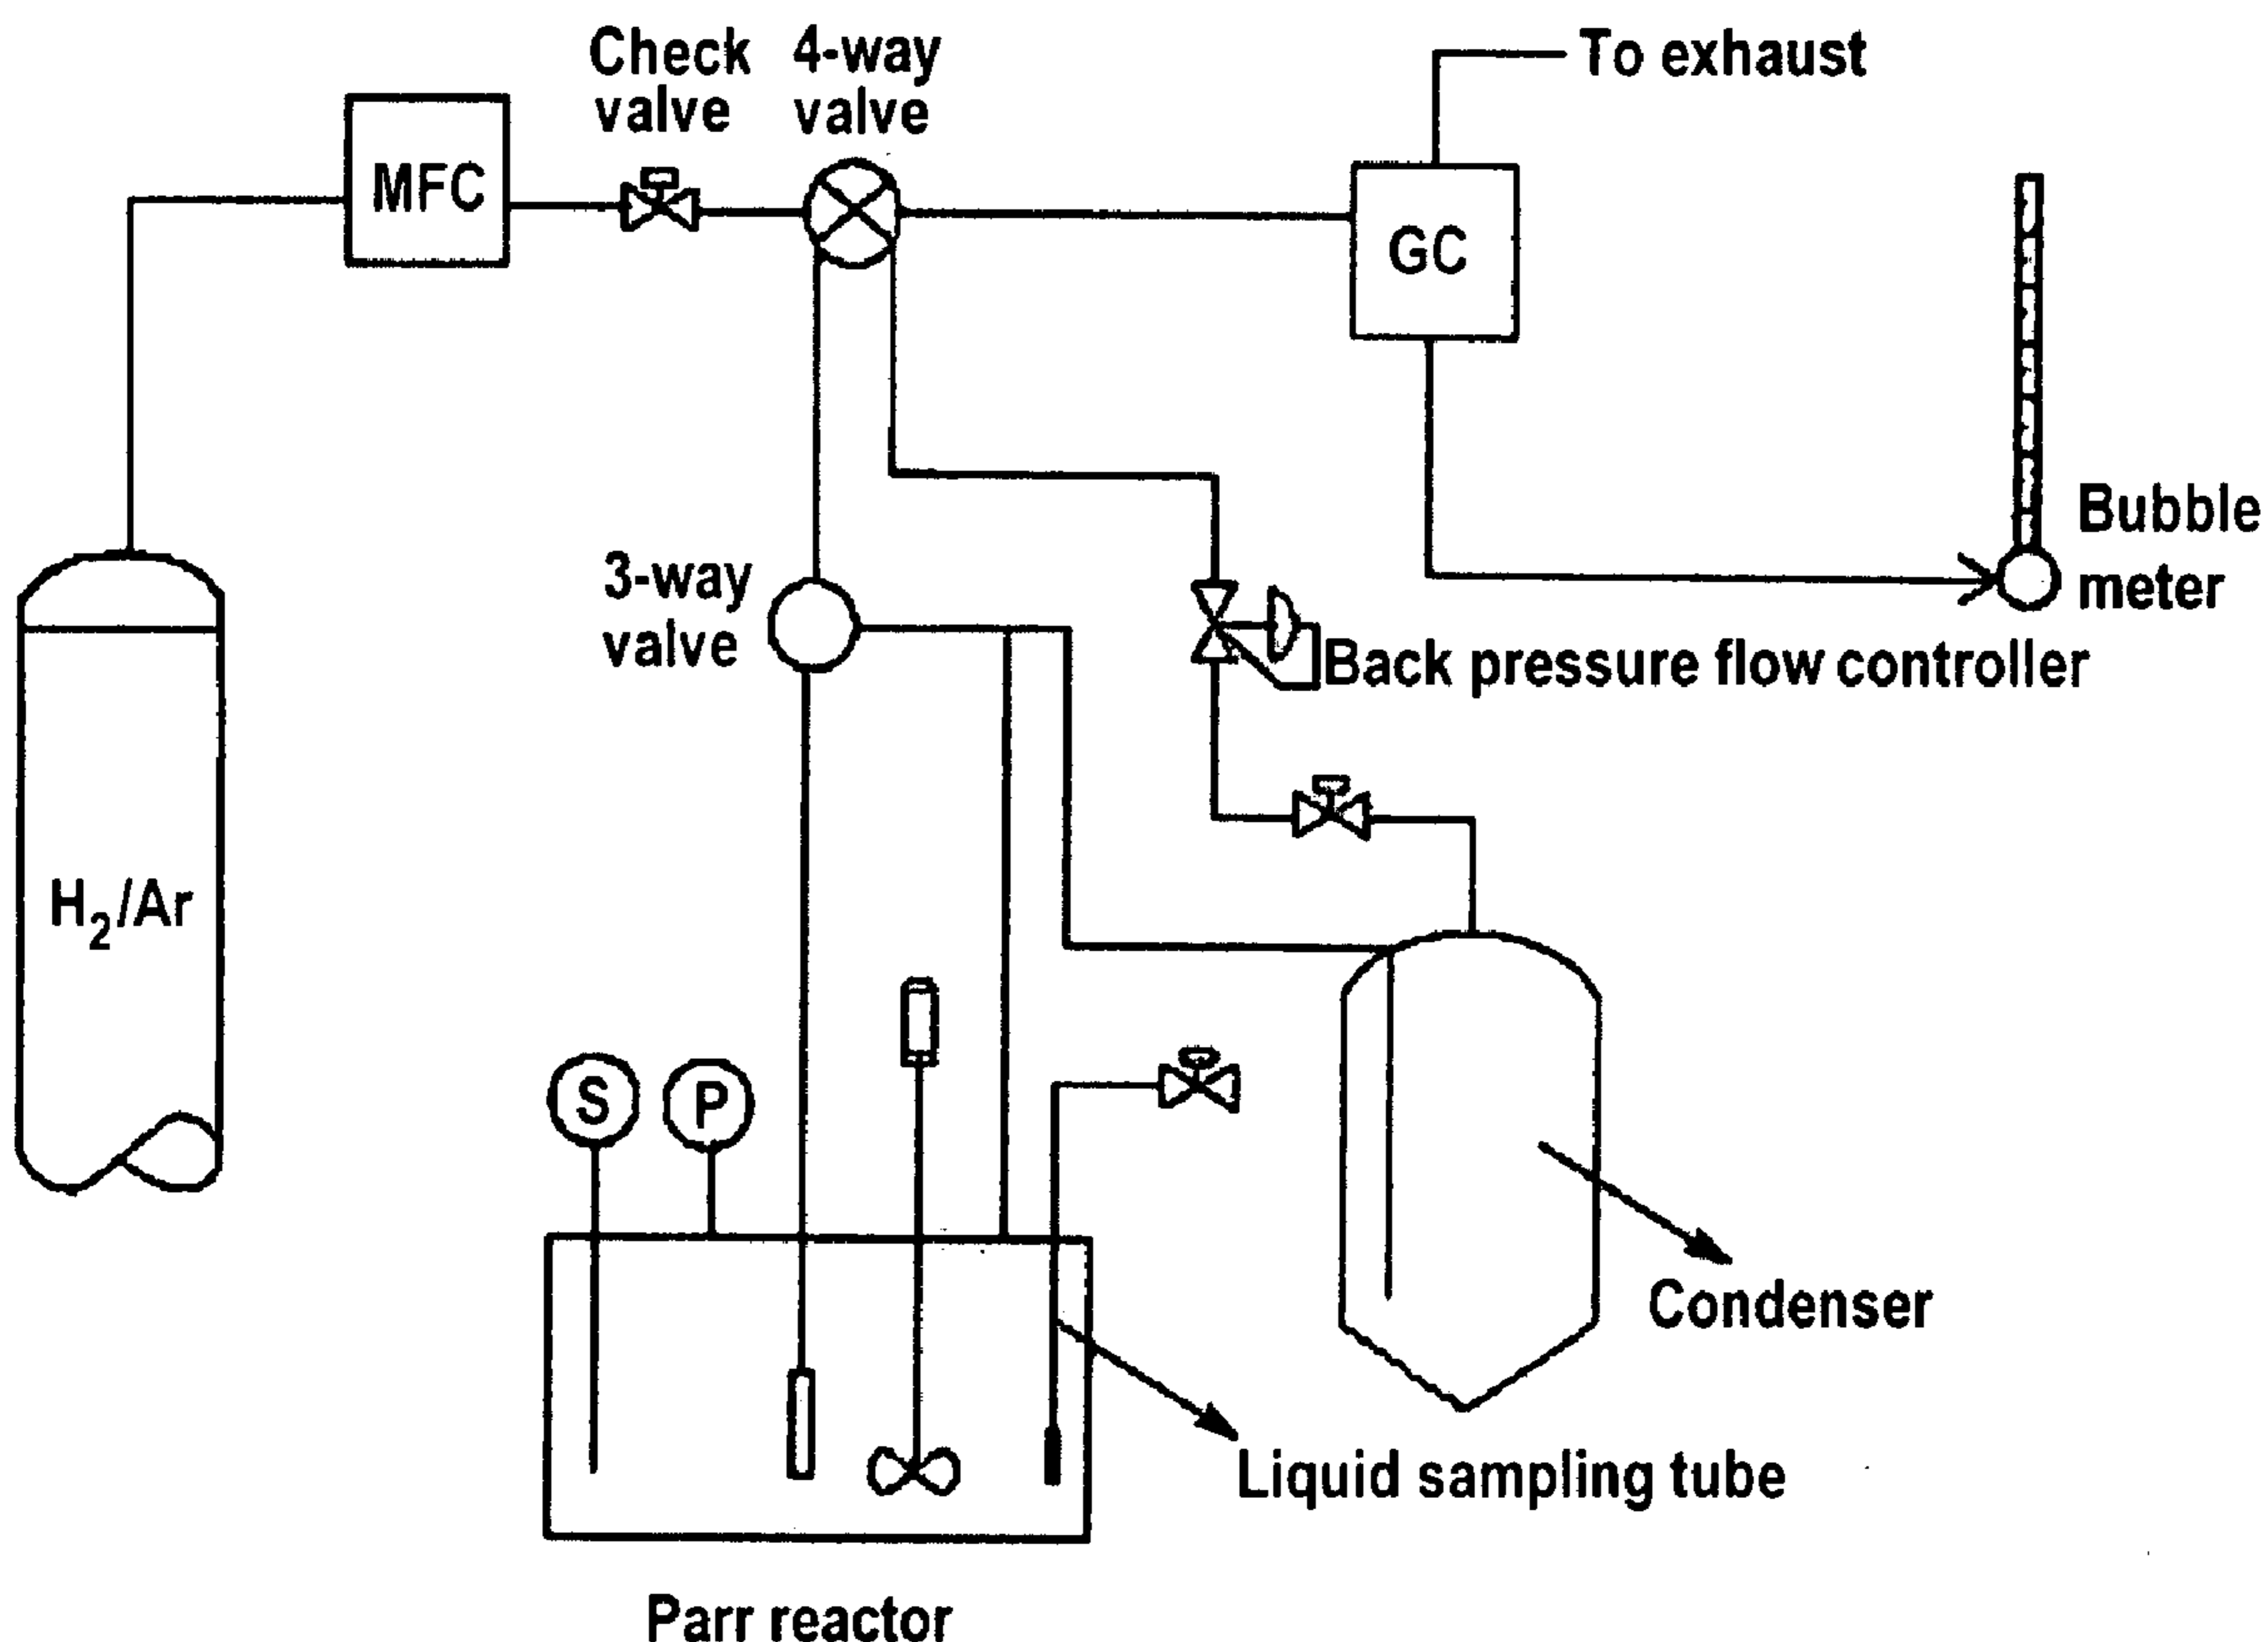 Check valve
4-way valve
To exhaust
MFC
GC
3-way valve
Bubble meter
Back pressure flow controller
H₂/Ar
S
P
Condenser
Liquid sampling tube
Parr reactor